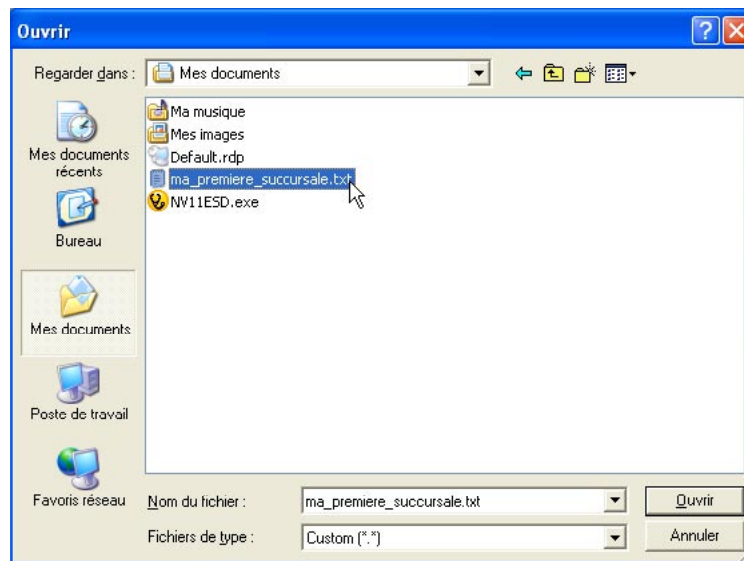 Ouvrir
Regarder dans :
Mes documents
Ma musique
Mes images
Default.rdp
ma_premiere_succursale.txt
NV11ESD.exe
Mes documents
récents
Bureau
Mes documents
Poste de travail
Favoris réseau
Nom du fichier :
ma_premiere_succursale.txt
Ouvrir
Fichiers de type :
Custom (*.*)
Annuler